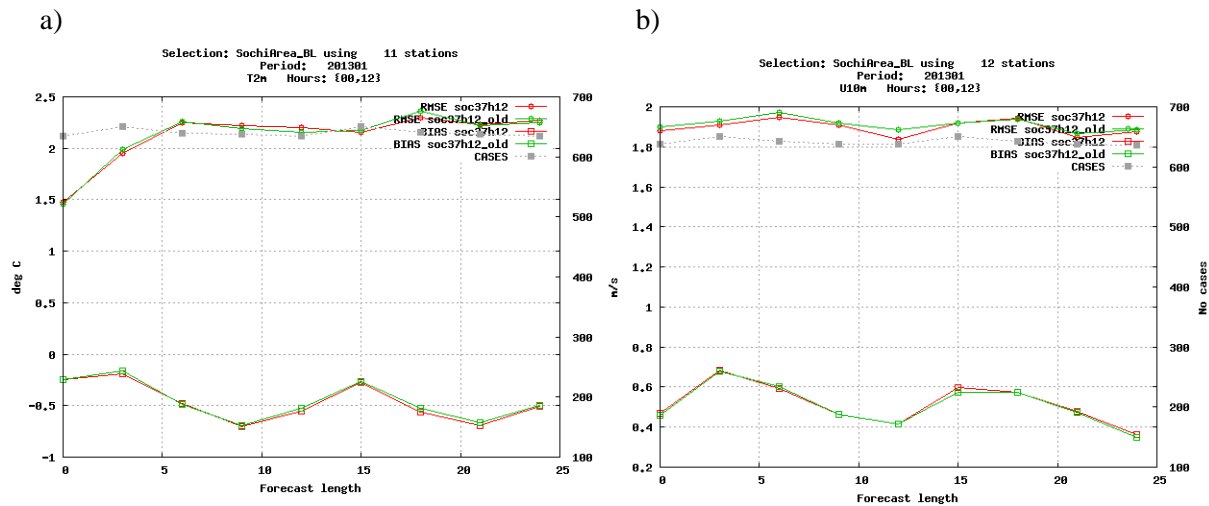 a)
Selection: SochiArea_BL using 11 stations
Period: 201301
T2m Hours: {00,12}
RMSE soc37h12
RMSE soc37h12_old
BIAS soc37h12
BIAS soc37h12_old
CASES
2.5
2
1.5
1
0.5
0
-0.5
-1
deg C
700
600
500
400
300
200
100
0 5 10 15 20 25
Forecast length
b)
Selection: SochiArea_BL using 12 stations
Period: 201301
U10m Hours: {00,12}
RMSE soc37h12
RMSE soc37h12_old
BIAS soc37h12
BIAS soc37h12_old
CASES
2
1.8
1.6
1.4
1.2
1
0.8
0.6
0.4
0.2
m/s
700
600
500
400
300
200
100
No cases
0 5 10 15 20 25
Forecast length